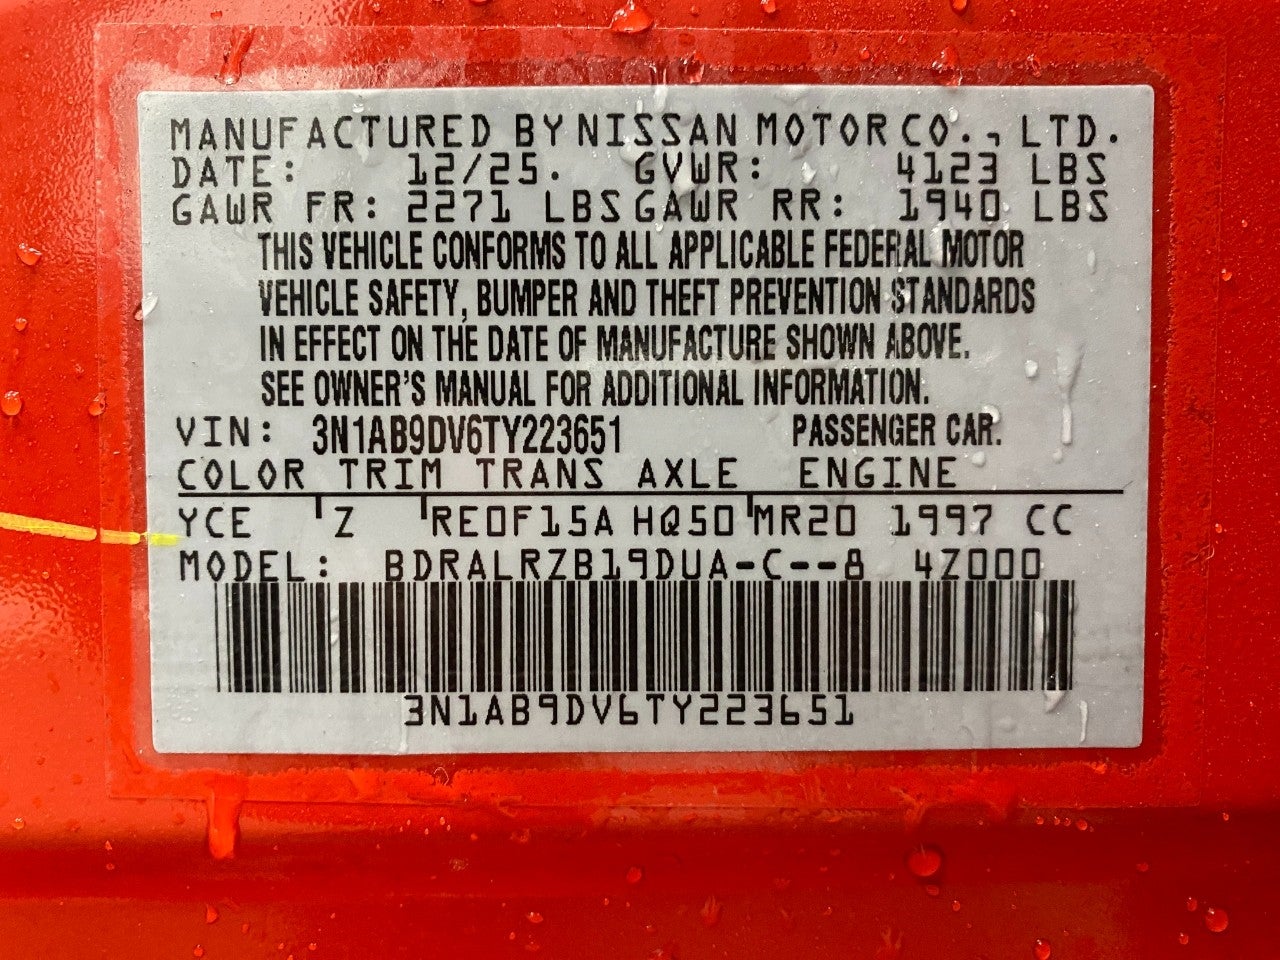 MANUFACTURED BY NISSAN MOTOR CO., LTD.
DATE: 12/25. GVWR: 4123 LBS
GAWR FR: 2271 LBS GAWR RR: 1940 LBS
THIS VEHICLE CONFORMS TO ALL APPLICABLE FEDERAL MOTOR
VEHICLE SAFETY, BUMPER AND THEFT PREVENTION STANDARDS
IN EFFECT ON THE DATE OF MANUFACTURE SHOWN ABOVE.
SEE OWNER'S MANUAL FOR ADDITIONAL INFORMATION.
VIN: 3N1AB9DV6TY223651 PASSENGER CAR.
COLOR TRIM TRANS AXLE ENGINE
YCE Z RE0F15A HQ50 MR20 1997 CC
MODEL: BDRALRZB19DUA-C--8 4Z000
3N1AB9DV6TY223651